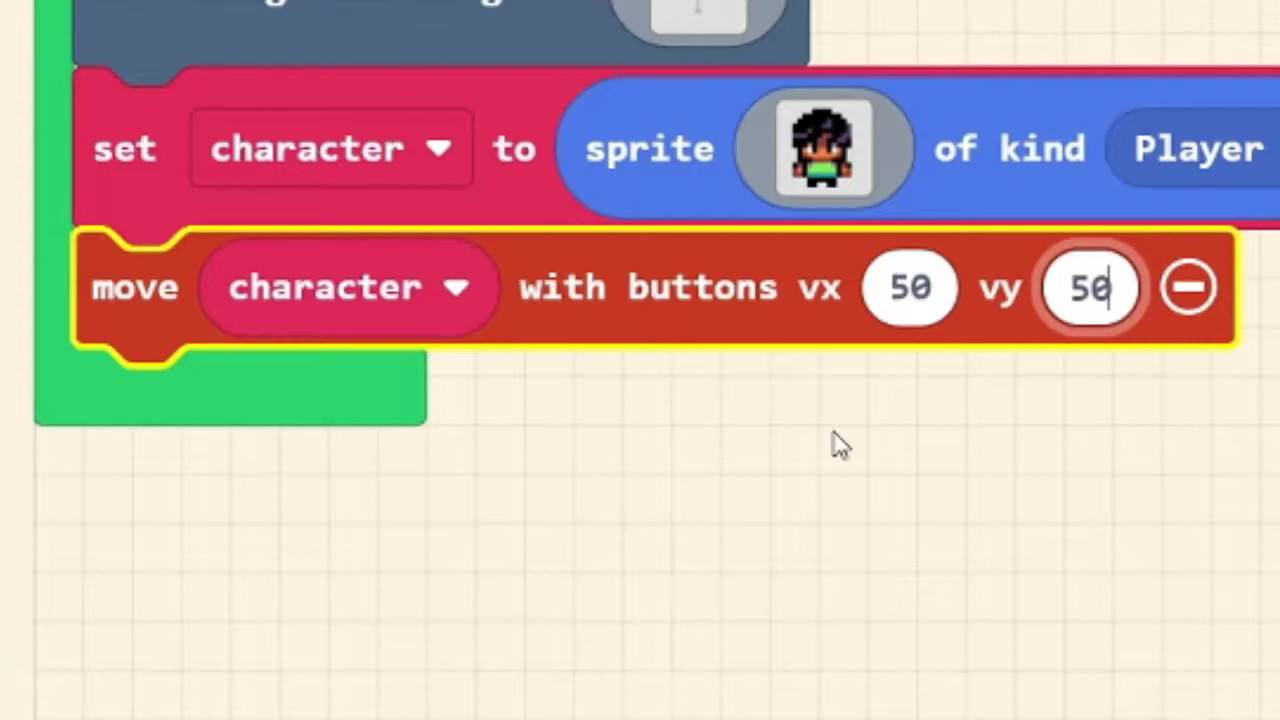 set character to sprite of kind Player
move character with buttons vx 50 vy 50